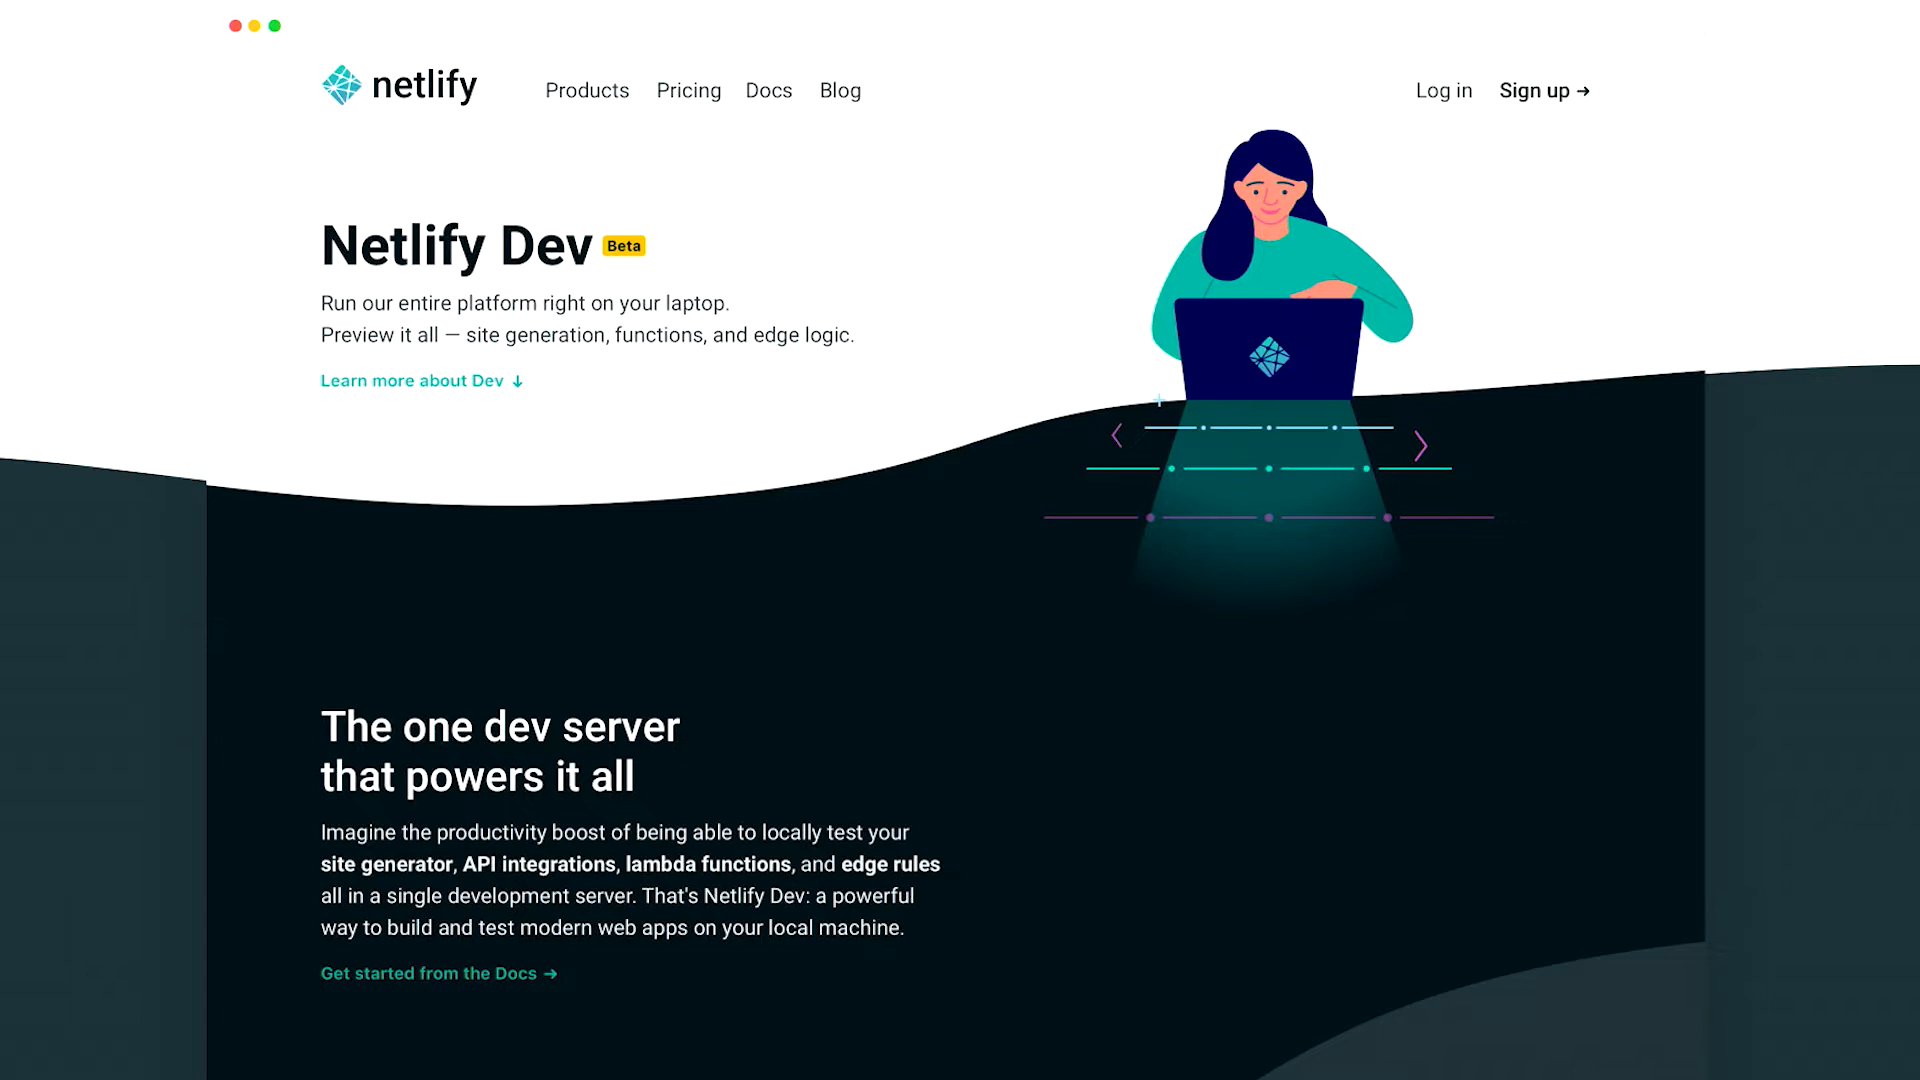 netlify
Products Pricing Docs Blog
Log in Sign up →
Netlify Dev Beta
Run our entire platform right on your laptop.
Preview it all — site generation, functions, and edge logic.
Learn more about Dev ↓
The one dev server
that powers it all
Imagine the productivity boost of being able to locally test your
site generator, API integrations, lambda functions, and edge rules
all in a single development server. That's Netlify Dev: a powerful
way to build and test modern web apps on your local machine.
Get started from the Docs →